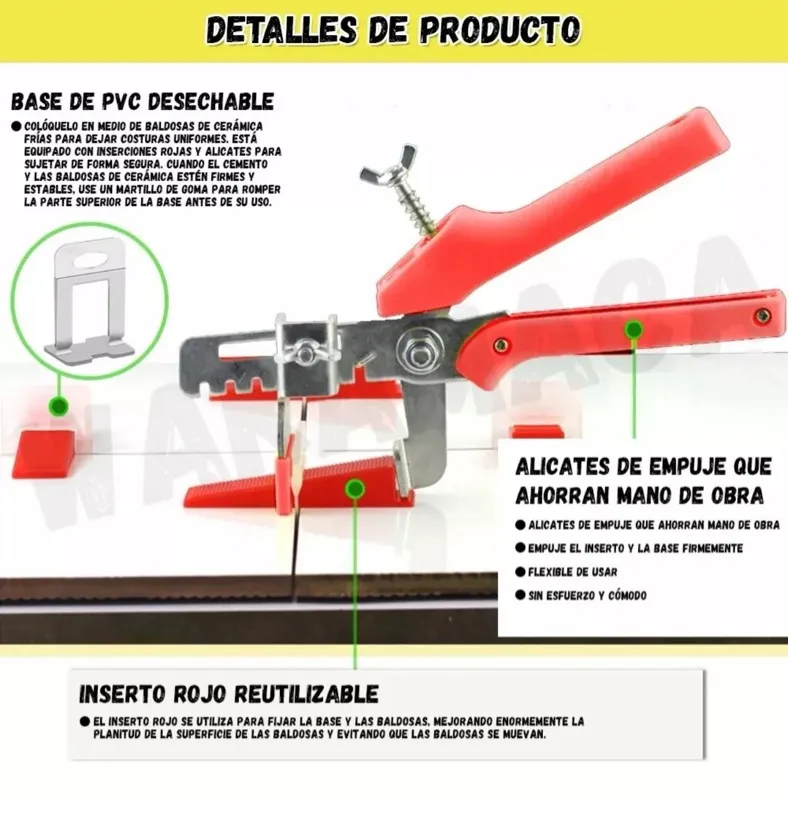 DETALLES DE PRODUCTO
BASE DE PVC DESECHABLE
● COLÓQUELO EN MEDIO DE BALDOSAS DE CERÁMICA
FRÍAS PARA DEJAR COSTURAS UNIFORMES. ESTÁ
EQUIPADO CON INSERCIONES ROJAS Y ALICATES PARA
SUJETAR DE FORMA SEGURA. CUANDO EL CEMENTO
Y LAS BALDOSAS DE CERÁMICA ESTÉN FIRMES Y
ESTABLES, USE UN MARTILLO DE GOMA PARA ROMPER
LA PARTE SUPERIOR DE LA BASE ANTES DE SU USO.
WARAMACA
ALICATES DE EMPUJE QUE
AHORRAN MANO DE OBRA
● ALICATES DE EMPUJE QUE AHORRAN MANO DE OBRA
● EMPUJE EL INSERTO Y LA BASE FIRMEMENTE
● FLEXIBLE DE USAR
● SIN ESFUERZO Y CÓMODO
INSERTO ROJO REUTILIZABLE
● EL INSERTO ROJO SE UTILIZA PARA FIJAR LA BASE Y LAS BALDOSAS, MEJORANDO ENORMEMENTE LA
PLANITUD DE LA SUPERFICIE DE LAS BALDOSAS Y EVITANDO QUE LAS BALDOSAS SE MUEVAN.